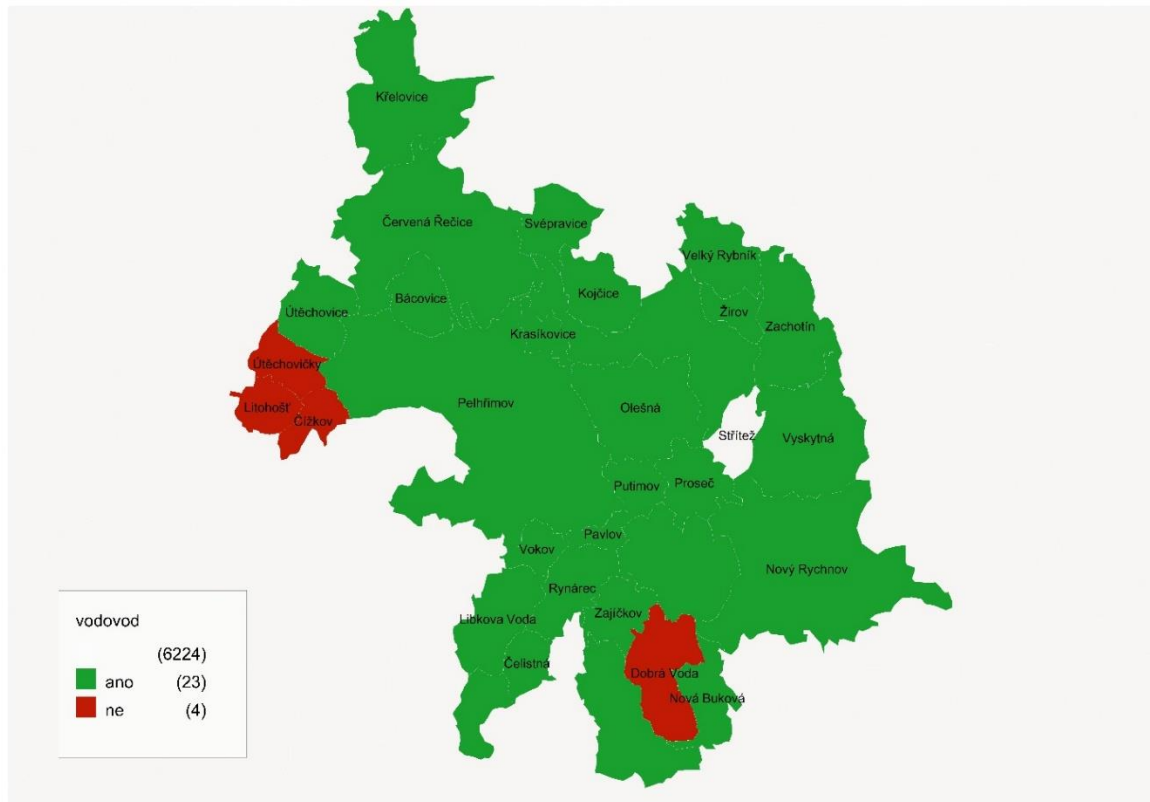 Křelovice
Červená Řečice
Svépravice
Velký Rybník
Bácovice
Kojčice
Útěchovice
Žirov
Zachotín
Krasíkovice
Útěchovičky
Litohošť
Čížkov
Pelhřimov
Olešná
Střítež
Vyskytná
Putimov
Proseč
Pavlov
Vokov
Rynárec
Nový Rychnov
Zajíčkov
Libkova Voda
Čelistná
Dobrá Voda
Nová Buková
vodovod
(6224)
ano (23)
ne (4)